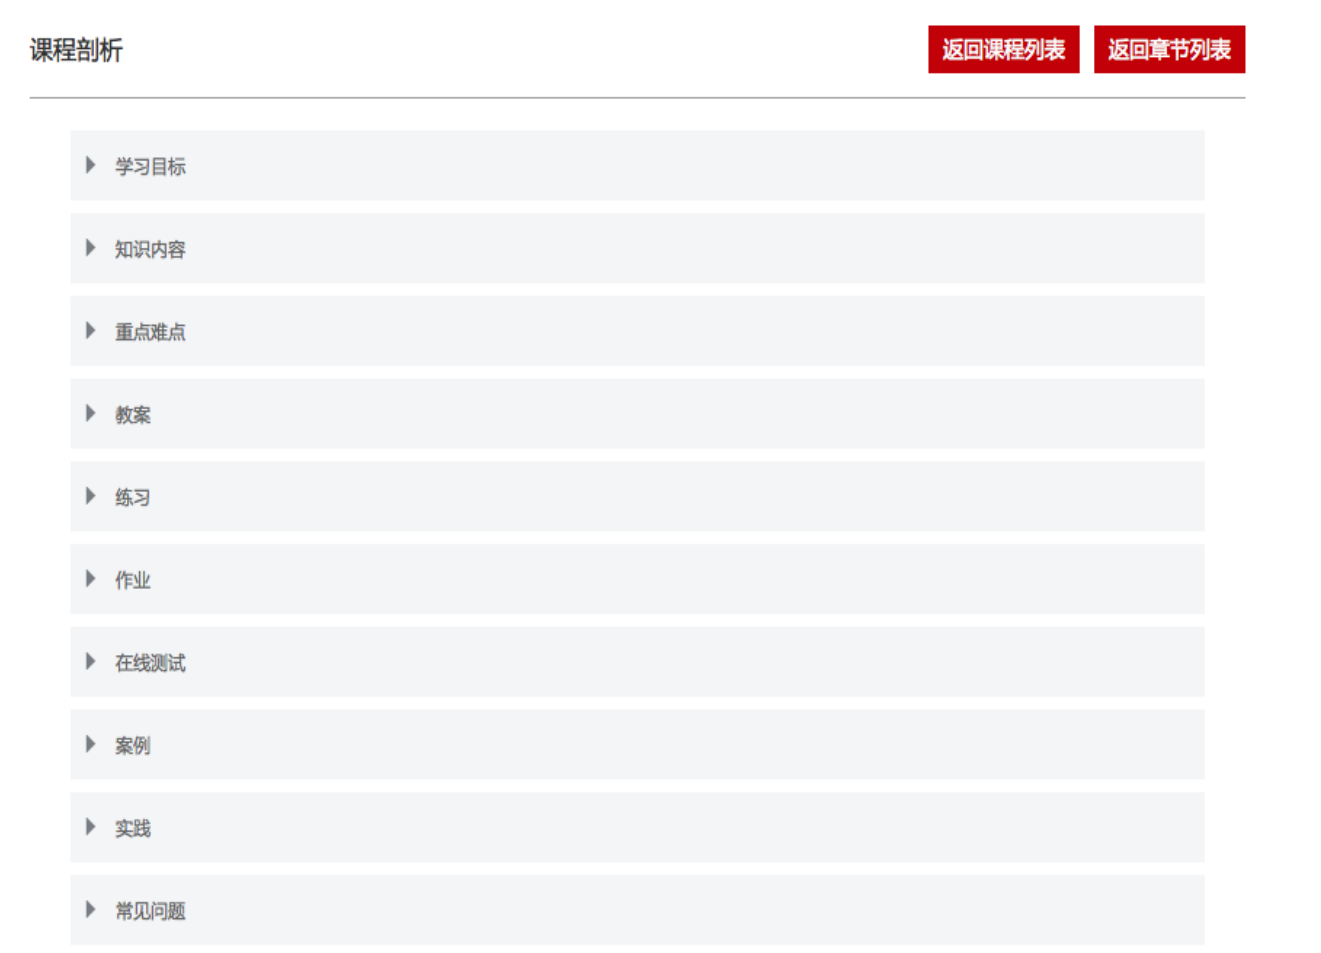 课程剖析
返回课程列表
返回章节列表
学习目标
知识内容
重点难点
教案
练习
作业
在线测试
案例
实践
常见问题